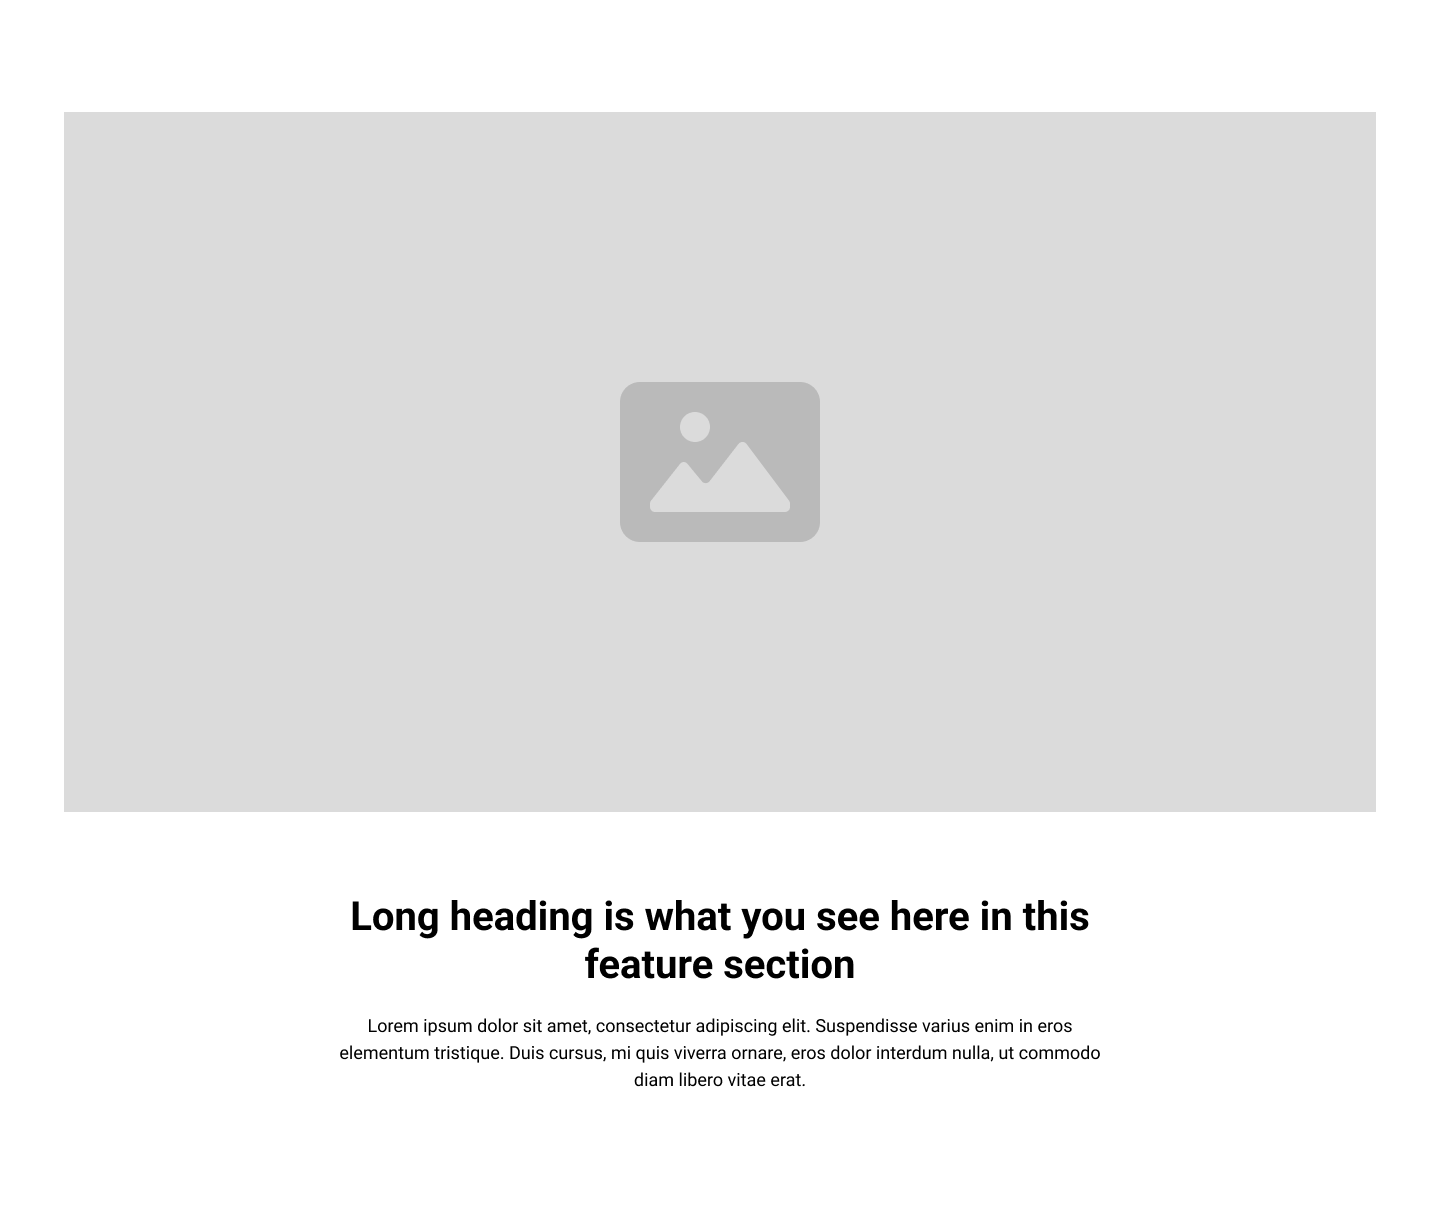 Long heading is what you see here in this
feature section
Lorem ipsum dolor sit amet, consectetur adipiscing elit. Suspendisse varius enim in eros
elementum tristique. Duis cursus, mi quis viverra ornare, eros dolor interdum nulla, ut commodo
diam libero vitae erat.